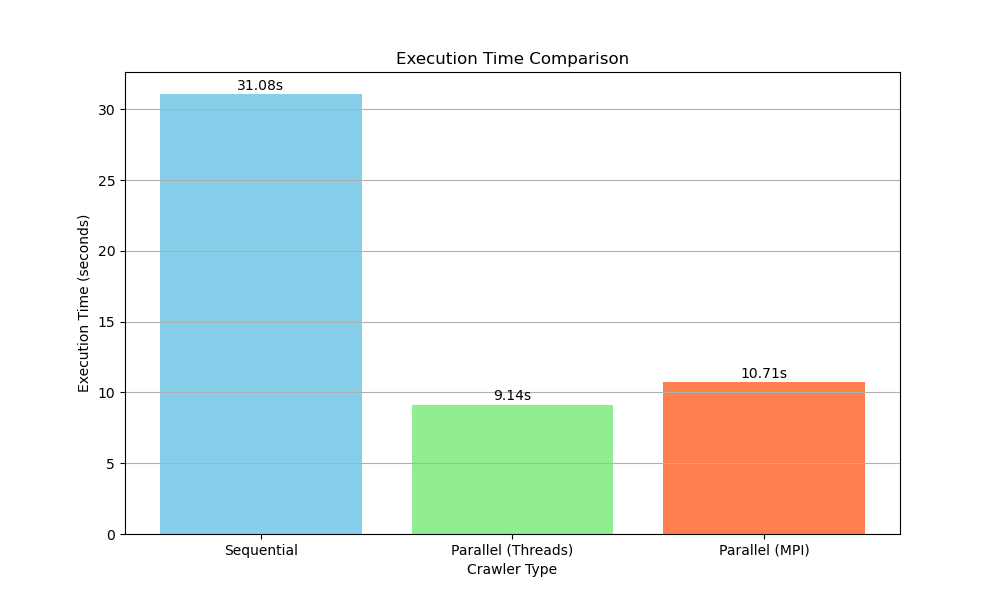 Execution Time Comparison
31.08s
9.14s
10.71s
30
25
20
15
10
5
0
Execution Time (seconds)
Sequential
Parallel (Threads)
Parallel (MPI)
Crawler Type